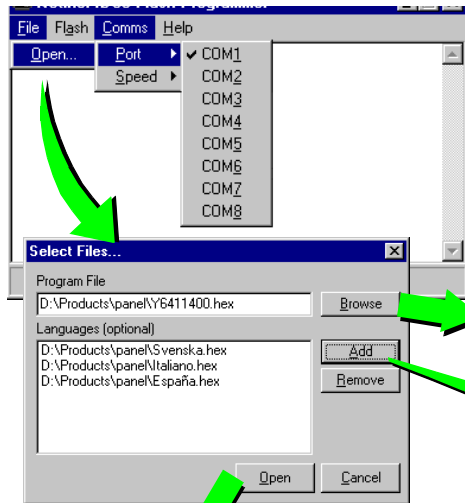 Flash Programmer
File Flash Comms Help
Open... Port COM1
Speed COM2
COM3
COM4
COM5
COM6
COM7
COM8
Select Files...
Program File
D:\Products\panel\Y6411400.hex Browse
Languages (optional)
D:\Products\panel\Svenska.hex Add
D:\Products\panel\Italiano.hex Remove
D:\Products\panel\España.hex
Open Cancel